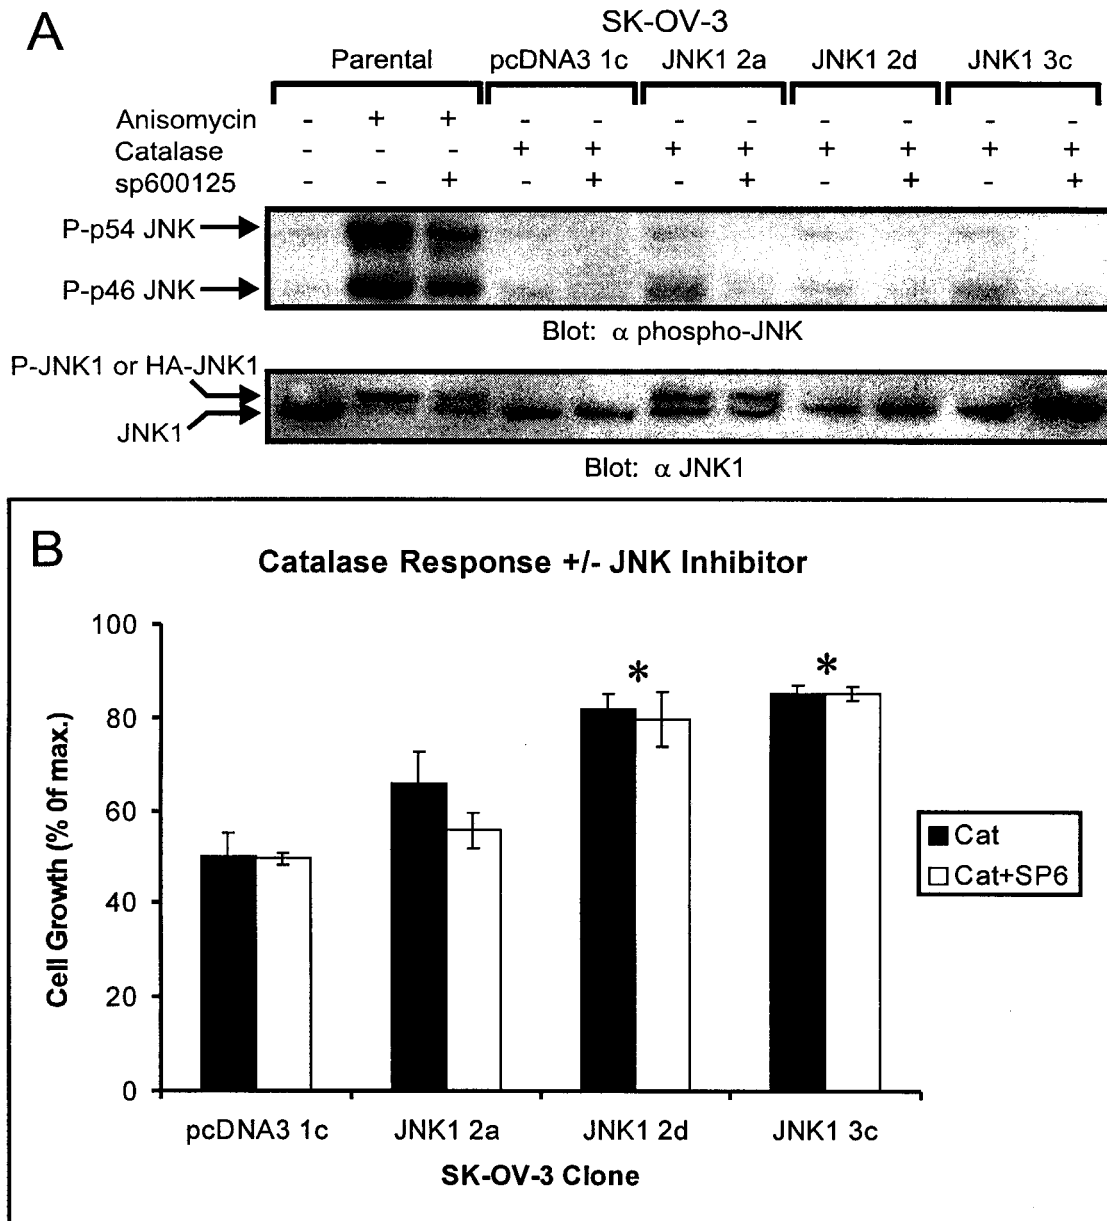 A
SK-OV-3
Parental pcDNA3 1c JNK1 2a JNK1 2d JNK1 3c
Anisomycin - + + - - - - - - - -
Catalase - - - + + + + + + + +
sp600125 - - + - + - + - + - +
P-p54 JNK
P-p46 JNK
Blot: α phospho-JNK
P-JNK1 or HA-JNK1
JNK1
Blot: α JNK1
B
Catalase Response +/- JNK Inhibitor
100
80
60
40
20
0
Cell Growth (% 0f max.)
* *
Cat
Cat+SP6
pcDNA3 1c JNK1 2a JNK1 2d JNK1 3c
SK-OV-3 Clone